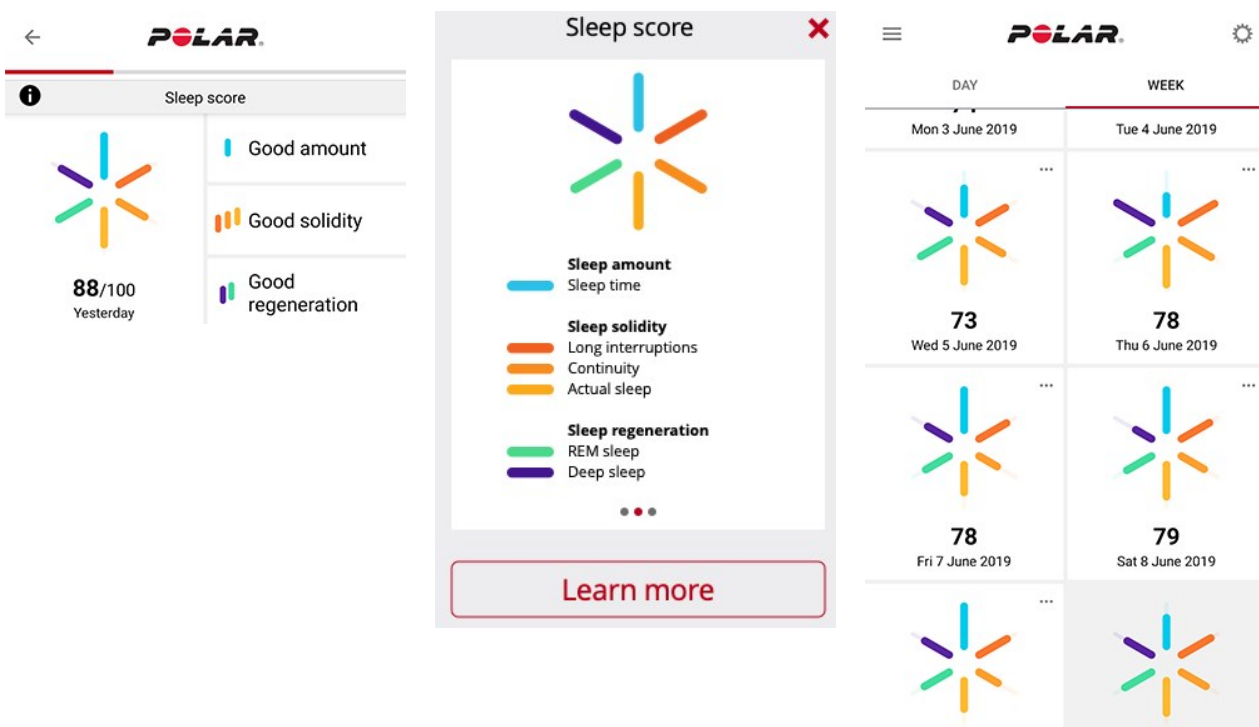 POLAR
Sleep score
Good amount
Good solidity
Good
regeneration
88/100
Yesterday
Sleep score
Sleep amount
Sleep time
Sleep solidity
Long interruptions
Continuity
Actual sleep
Sleep regeneration
REM sleep
Deep sleep
Learn more
POLAR
DAY
WEEK
Mon 3 June 2019
Tue 4 June 2019
73
Wed 5 June 2019
78
Thu 6 June 2019
78
Fri 7 June 2019
79
Sat 8 June 2019